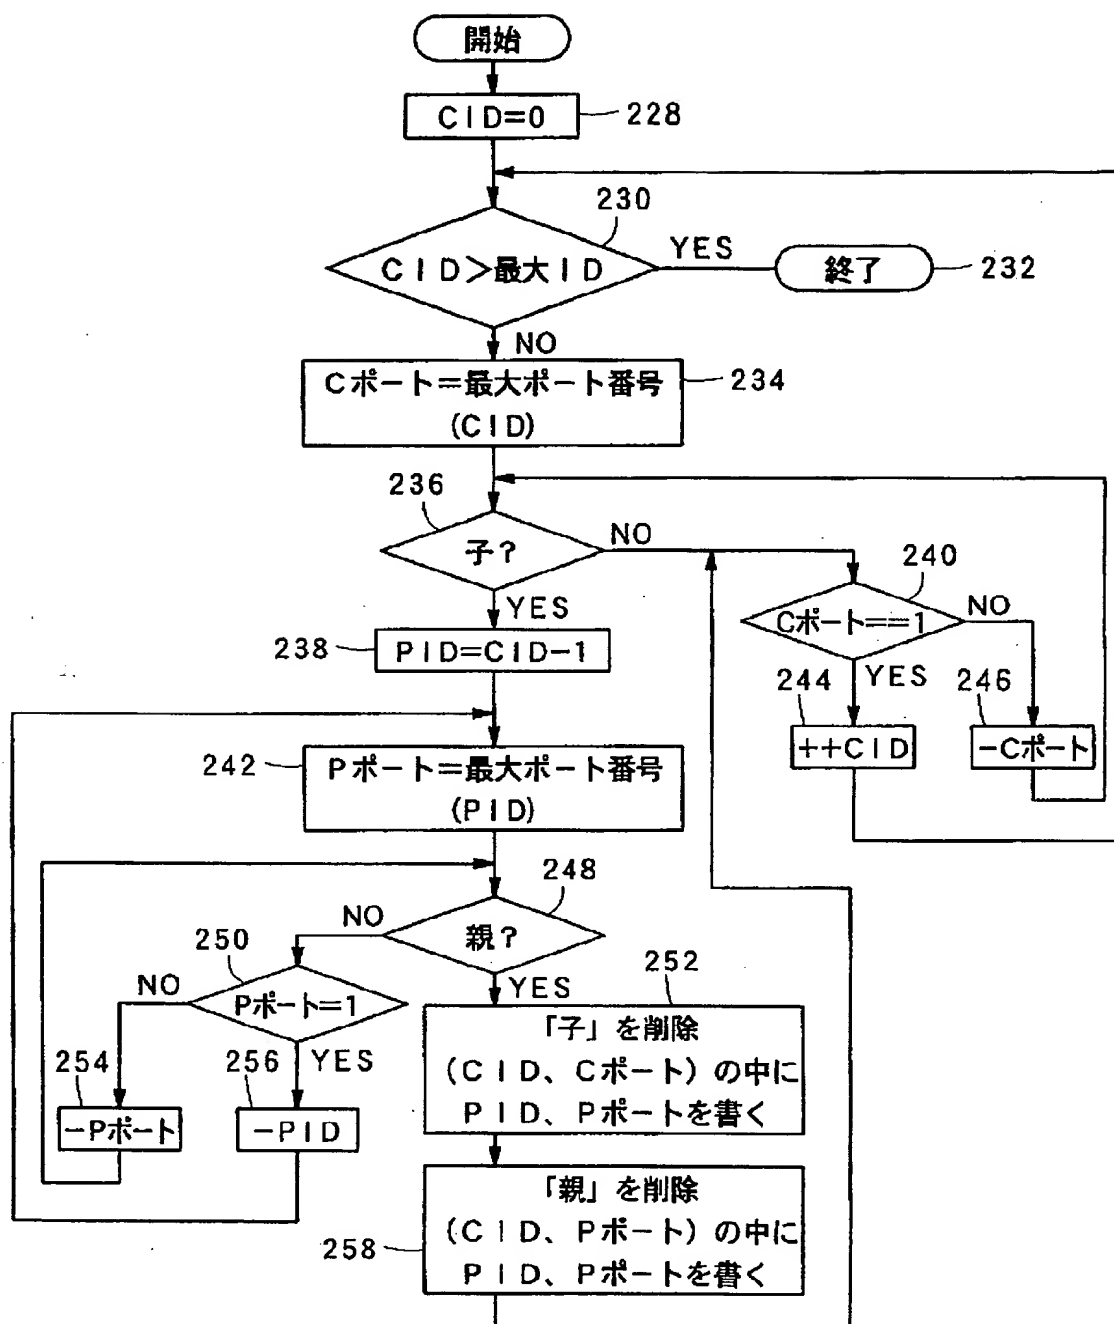 開始
CID=0
228
230
CID>最大ID
YES
終了
232
NO
Cポート=最大ポート番号
(CID)
234
236
子?
NO
YES
238
PID=CID-1
240
Cポート==1
NO
YES
244
++CID
246
-Cポート
242
Pポート=最大ポート番号
(PID)
248
親?
NO
YES
250
Pポート=1
NO
YES
254
-Pポート
256
-PID
252
「子」を削除
(CID、Cポート)の中に
PID、Pポートを書く
258
「親」を削除
(CID、Pポート)の中に
PID、Pポートを書く